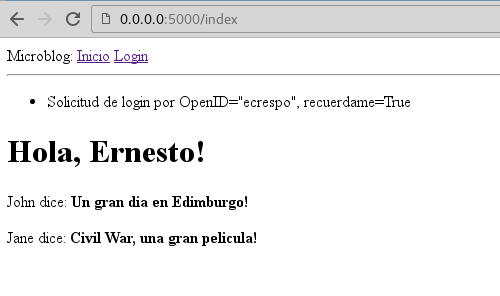 0.0.0.0:5000/index
Microblog: Inicio Login
Solicitud de login por OpenID="ecrespo", recuerdame=True
Hola, Ernesto!
John dice: Un gran dia en Edimburgo!
Jane dice: Civil War, una gran pelicula!